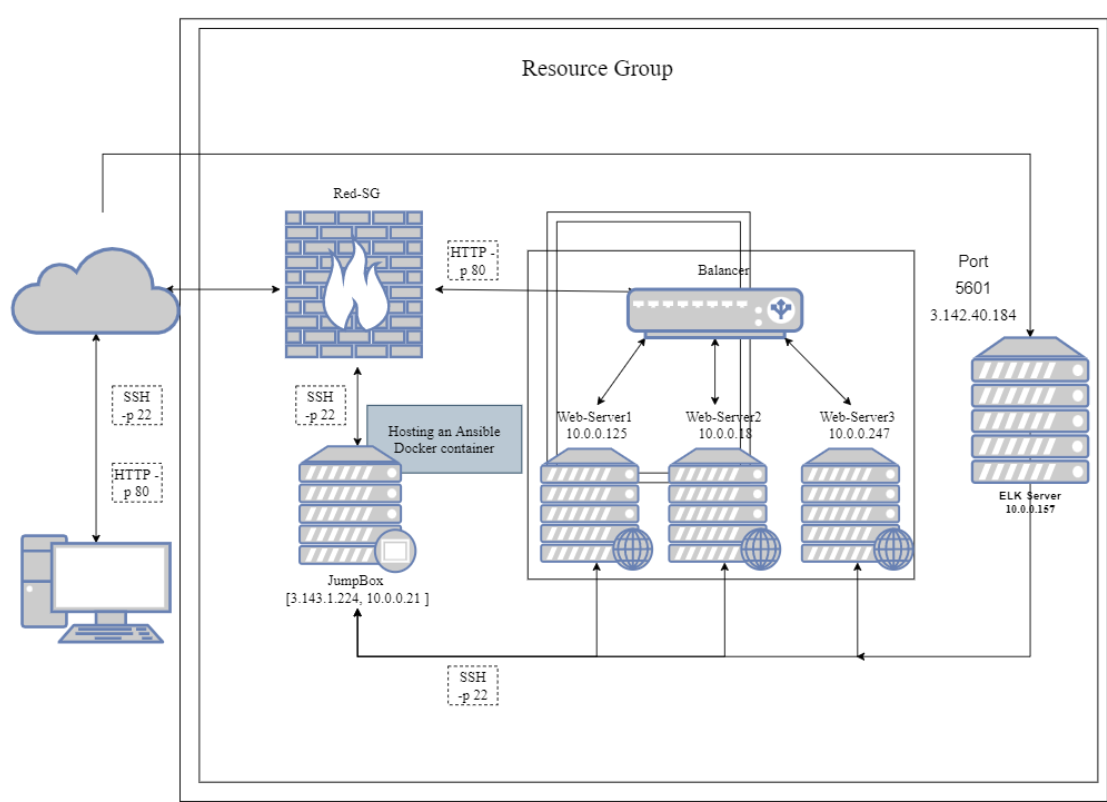 Resource Group
Red-SG
HTTP -
p 80
Balancer
Port
5601
3.142.40.184
SSH
-p 22
SSH
-p 22
Hosting an Ansible
Docker container
Web-Server1
10.0.0.125
Web-Server2
10.0.0.18
Web-Server3
10.0.0.247
HTTP -
p 80
ELK Server
10.0.0.157
JumpBox
[3.143.1.224, 10.0.0.21 ]
SSH
-p 22